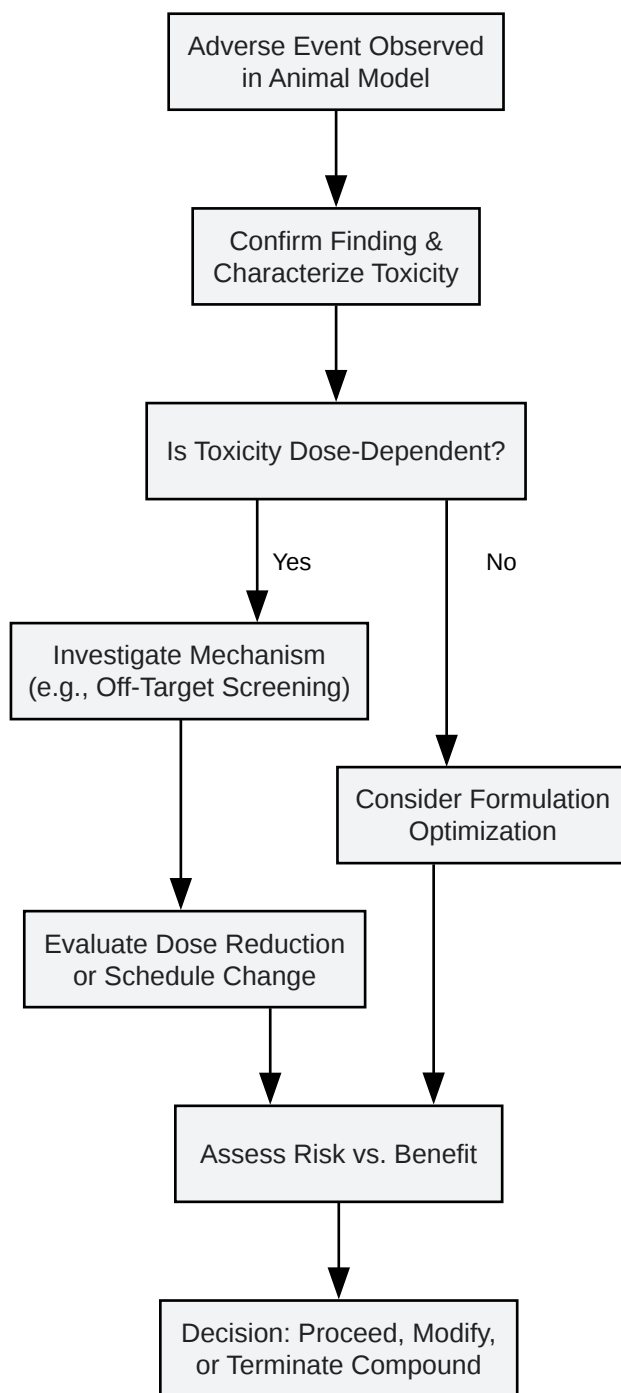 Adverse Event Observed
in Animal Model
Confirm Finding &
Characterize Toxicity
Is Toxicity Dose-Dependent?
Yes
No
Investigate Mechanism
(e.g., Off-Target Screening)
Consider Formulation
Optimization
Evaluate Dose Reduction
or Schedule Change
Assess Risk vs. Benefit
Decision: Proceed, Modify,
or Terminate Compound